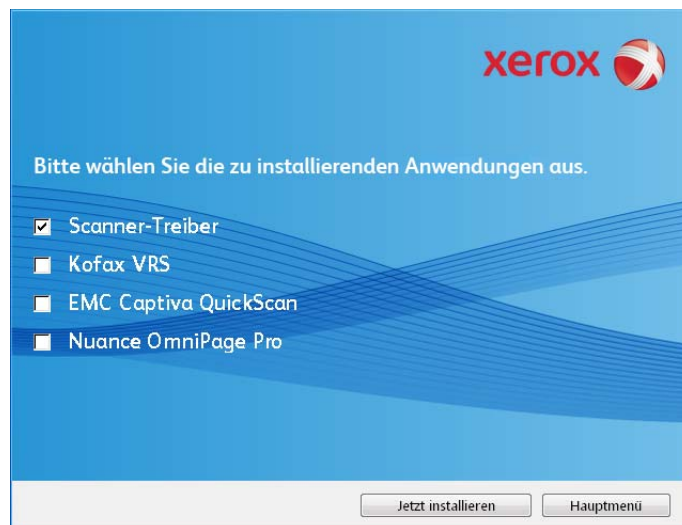 xerox
Bitte wählen Sie die zu installierenden Anwendungen aus.
Scanner-Treiber
Kofax VRS
EMC Captiva QuickScan
Nuance OmniPage Pro
Jetzt installieren Hauptmenü